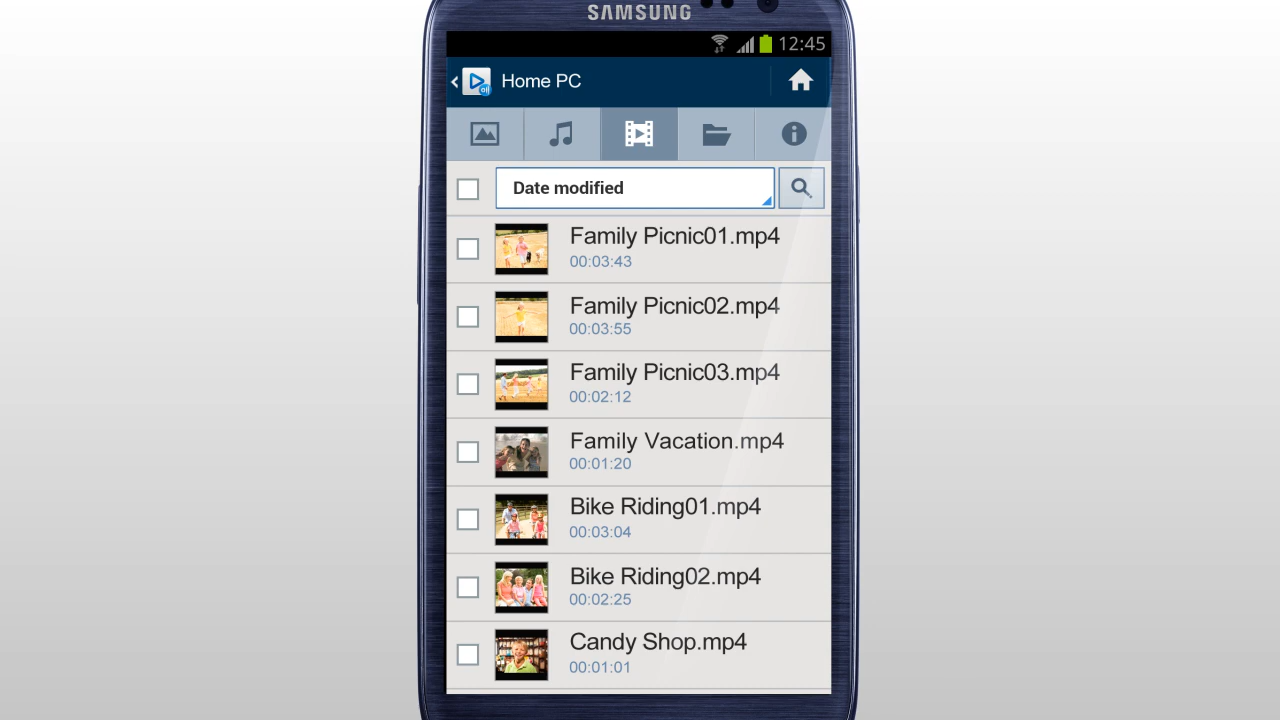 SAMSUNG
12:45
Home PC
Date modified
Family Picnic01.mp4
00:03:43
Family Picnic02.mp4
00:03:55
Family Picnic03.mp4
00:02:12
Family Vacation.mp4
00:01:20
Bike Riding01.mp4
00:03:04
Bike Riding02.mp4
00:02:25
Candy Shop.mp4
00:01:01